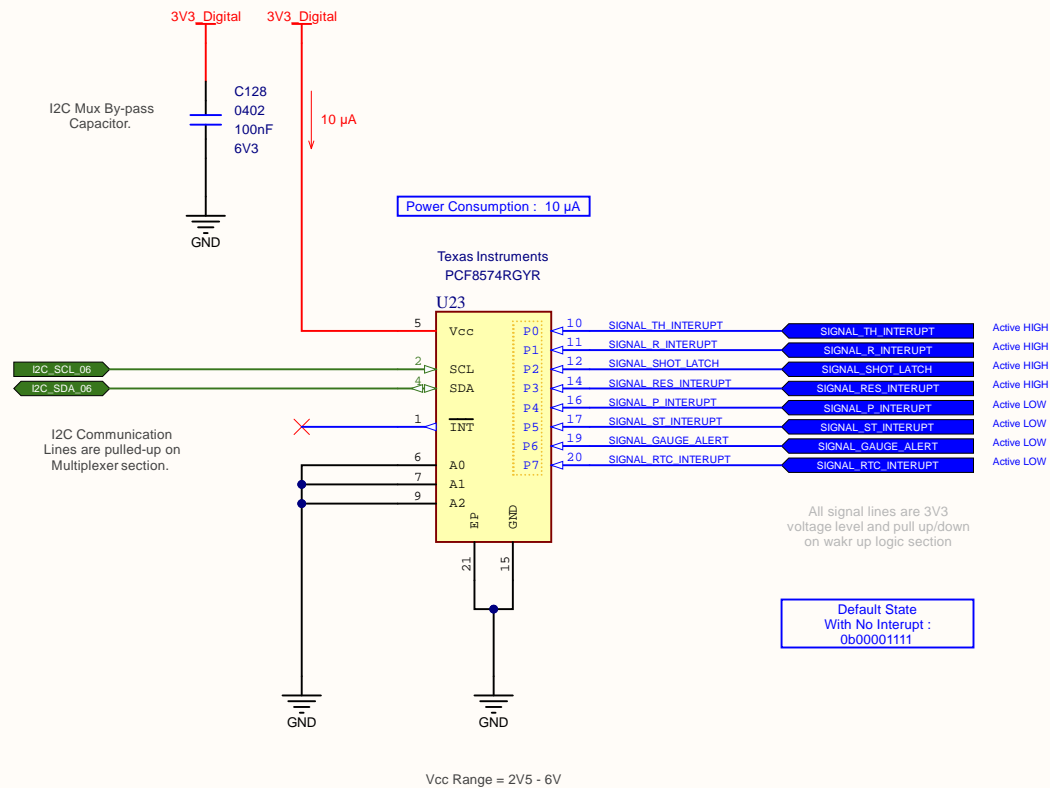 3V3_Digital
3V3_Digital
I2C Mux By-pass
Capacitor.
C128
0402
100nF
6V3
10 µA
GND
Power Consumption : 10 µA
Texas Instruments
PCF8574RGYR
U23
5 Vcc
2 SCL
4 SDA
1 INT
6 A0
7 A1
9 A2
EP
GND
21
15
I2C_SCL_06
I2C_SDA_06
I2C Communication
Lines are pulled-up on
Multiplexer section.
P0 10 SIGNAL_TH_INTERUPT SIGNAL_TH_INTERIUPT Active HIGH
P1 11 SIGNAL_R_INTERUPT SIGNAL_R_INTERIUPT Active HIGH
P2 12 SIGNAL_SHOT_LATCH SIGNAL_SHOT_LATCH Active HIGH
P3 14 SIGNAL_RES_INTERUPT SIGNAL_RES_INTERIUPT Active HIGH
P4 16 SIGNAL_P_INTERUPT SIGNAL_P_INTERIUPT Active LOW
P5 17 SIGNAL_ST_INTERUPT SIGNAL_ST_INTERIUPT Active LOW
P6 19 SIGNAL_GAUGE_ALERT SIGNAL_GAUGE_ALERT Active LOW
P7 20 SIGNAL_RTC_INTERUPT SIGNAL_RTC_INTERIUPT Active LOW
All signal lines are 3V3
voltage level and pull up/down
on wakr up logic section
Default State
With No Interupt :
0b00001111
GND
GND
Vcc Range = 2V5 - 6V